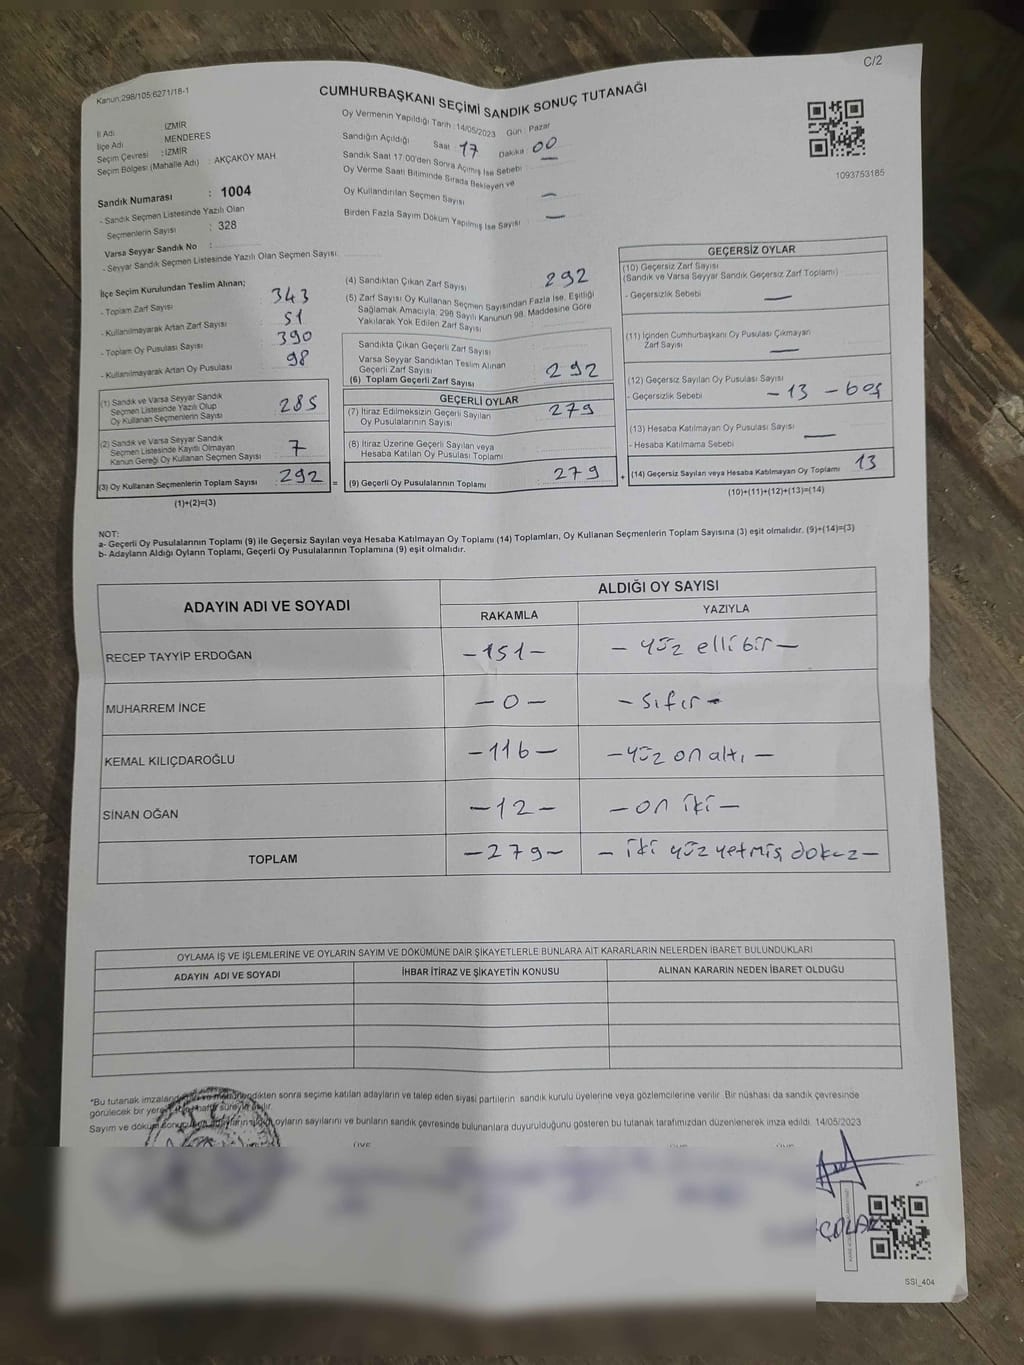 C/2
Kanun:298/105:6271/18-1
CUMHURBAŞKANI SEÇİMİ SANDIK SONUÇ TUTANAĞI
İl Adı : İZMİR
İlçe Adı : MENDERES
Seçim Çevresi : İZMİR
Seçim Bölgesi (Mahalle Adı) : AKÇAKÖY MAH
Sandık Numarası : 1004
- Sandık Seçmen Listesinde Yazılı Olan
Seçmenlerin Sayısı : 328
Varsa Seyyar Sandık No :
- Seyyar Sandık Seçmen Listesinde Yazılı Olan Seçmen Sayısı:
Oy Vermenin Yapıldığı Tarih : 14/05/2023 Gün : Pazar
Sandığın Açıldığı Saat : 17 Dakika : 00
Sandık Saat 17.00'den Sonra Açımış İse Sebebi : —
Oy Verme Saati Bitiminde Sırada Bekleyen ve
Oy Kullandırılan Seçmen Sayısı —
Birden Fazla Sayım Döküm Yapılmış İse Sayısı : —
1093753185
İlçe Seçim Kurulundan Teslim Alınan;
- Toplam Zarf Sayısı : 343
- Kullanılmayarak Artan Zarf Sayısı : 51
- Toplam Oy Pusulası Sayısı : 390
- Kullanılmayarak Artan Oy Pusulası : 98
(1) Sandık ve Varsa Seyyar Sandık
Seçmen Listesinde Yazılı Olup
Oy Kullanan Seçmenlerin Sayısı : 285
(2) Sandık ve Varsa Seyyar Sandık
Seçmen Listesinde Kayıtlı Olmayan
Kanun Gereği Oy Kullanan Seçmen Sayısı : 7
(3) Oy Kullanan Seçmenlerin Toplam Sayısı : 292 =
(1)+(2)=(3)
(4) Sandıktan Çıkan Zarf Sayısı : 292
(5) Zarf Sayısı Oy Kullanan Seçmen Sayısından Fazla İse, Eşitliği
Sağlamak Amacıyla; 298 Sayılı Kanunun 98. Maddesine Göre
Yakılarak Yok Edilen Zarf Sayısı :
Sandıkta Çıkan Geçerli Zarf Sayısı :
Varsa Seyyar Sandıktan Teslim Alınan
Geçerli Zarf Sayısı :
(6) Toplam Geçerli Zarf Sayısı : 292
GEÇERLİ OYLAR
(7) İtiraz Edilmeksizin Geçerli Sayılan
Oy Pusulalarının Sayısı : 279
(8) İtiraz Üzerine Geçerli Sayılan veya
Hesaba Katılan Oy Pusulası Toplamı :
(9) Geçerli Oy Pusulalarının Toplamı : 279 +
GEÇERSİZ OYLAR
(10) Geçersiz Zarf Sayısı
(Sandık ve Varsa Seyyar Sandık Geçersiz Zarf Toplamı) :
- Geçersizlik Sebebi : —
(11) İçinden Cumhurbaşkanı Oy Pusulası Çıkmayan
Zarf Sayısı : —
(12) Geçersiz Sayılan Oy Pusulası Sayısı :
- Geçersizlik Sebebi : - 13 - boş
(13) Hesaba Katılmayan Oy Pusulası Sayısı : —
- Hesaba Katılmama Sebebi :
(14) Geçersiz Sayılan veya Hesaba Katılmayan Oy Toplamı : 13
(10)+(11)+(12)+(13)=(14)
NOT:
a- Geçerli Oy Pusulalarının Toplamı (9) ile Geçersiz Sayılan veya Hesaba Katılmayan Oy Toplamı (14) Toplamları, Oy Kullanan Seçmenlerin Toplam Sayısına (3) eşit olmalıdır. (9)+(14)=(3)
b- Adayların Aldığı Oyların Toplamı, Geçerli Oy Pusulalarının Toplamına (9) eşit olmalıdır.
ADAYIN ADI VE SOYADI
ALDIĞI OY SAYISI
RAKAMLA YAZIYLA
RECEP TAYYİP ERDOĞAN -151- - yüz elli bir -
MUHARREM İNCE - 0 - - sıfır -
KEMAL KILIÇDAROĞLU -116- - yüz on altı -
SİNAN OĞAN -12- - on iki -
TOPLAM -279- - iki yüz yetmiş dokuz -
OYLAMA İŞ VE İŞLEMLERİNE VE OYLARIN SAYIM VE DÖKÜMÜNE DAİR ŞİKAYETLERLE BUNLARA AİT KARARLARIN NELERDEN İBARET BULUNDUKLARI
ADAYIN ADI VE SOYADI İHBAR İTİRAZ VE ŞİKAYETİN KONUSU ALINAN KARARIN NEDEN İBARET OLDUĞU
*Bu tutanak sonra seçime katılan adayların ve talep eden siyasi partilerin sandık kurulu üyelerine veya gözlemcilerine verilir. Bir nüshası da sandık çevresinde
görülecek bir yere
Sayım ve döküm oyların sayılarını ve bunların sandık çevresinde bulunanlara duyurulduğunu gösteren bu tutanak tarafımızdan düzenlenerek imza edildi. 14/05/2023
ÇOLAK
SSI_404